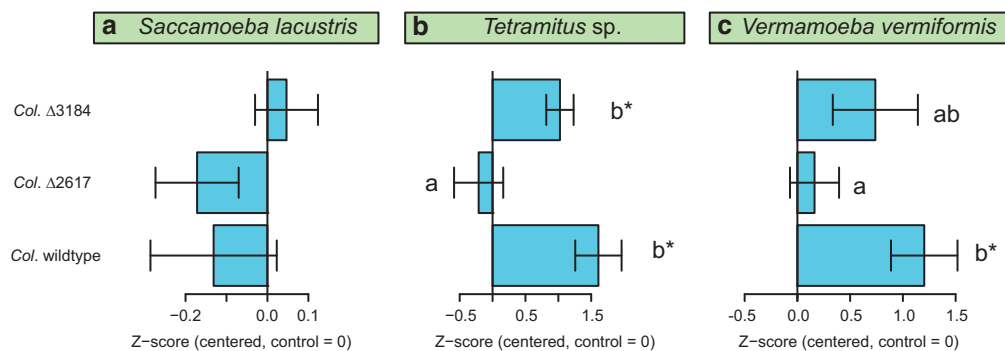 a Saccamoeba lacustris
b Tetramitus sp.
c Vermamoeba vermiformis
Col. Δ3184
b*
ab
Col. Δ2617
a
a
Col. wildtype
b*
b*
−0.2 0.0 0.1
-0.5 0.5 1.5
-0.5 0.0 0.5 1.0 1.5
Z−score (centered, control = 0)
Z−score (centered, control = 0)
Z−score (centered, control = 0)